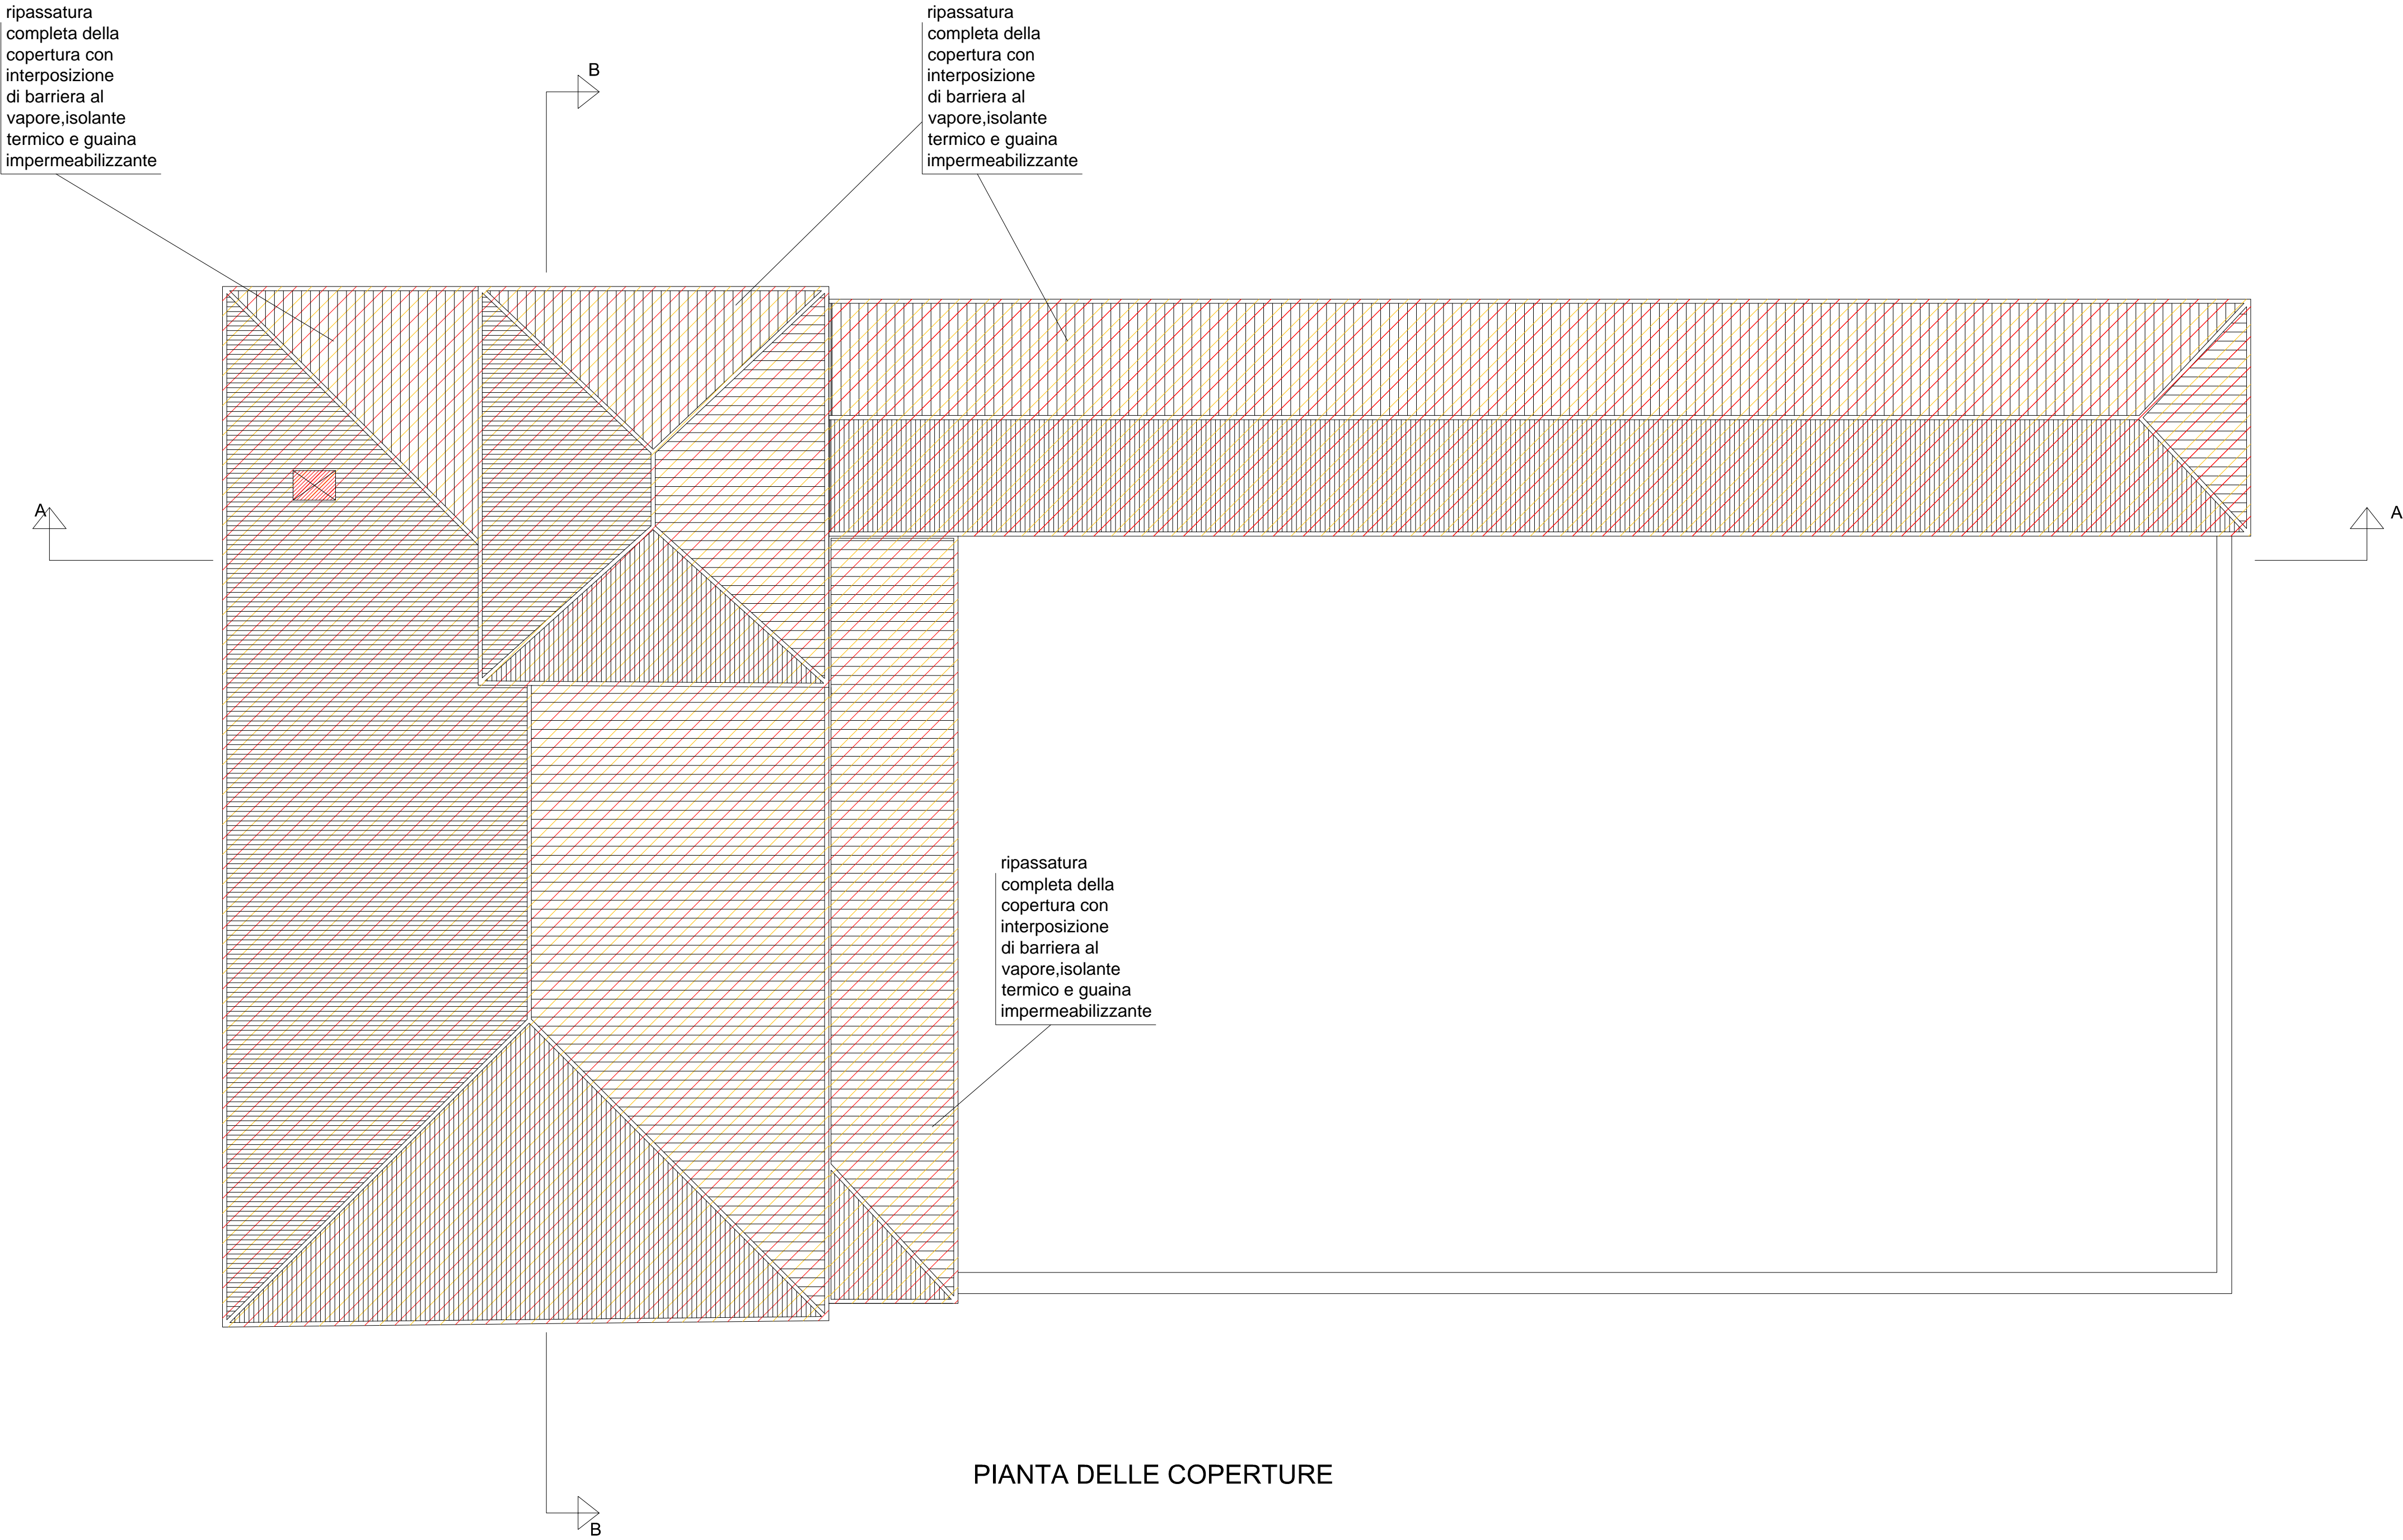 ripassatura
completa della
copertura con
interposizione
di barriera al
vapore,isolante
termico e guaina
impermeabilizzante
ripassatura
completa della
copertura con
interposizione
di barriera al
vapore,isolante
termico e guaina
impermeabilizzante
B
A
A
ripassatura
completa della
copertura con
interposizione
di barriera al
vapore,isolante
termico e guaina
impermeabilizzante
PIANTA DELLE COPERTURE
B